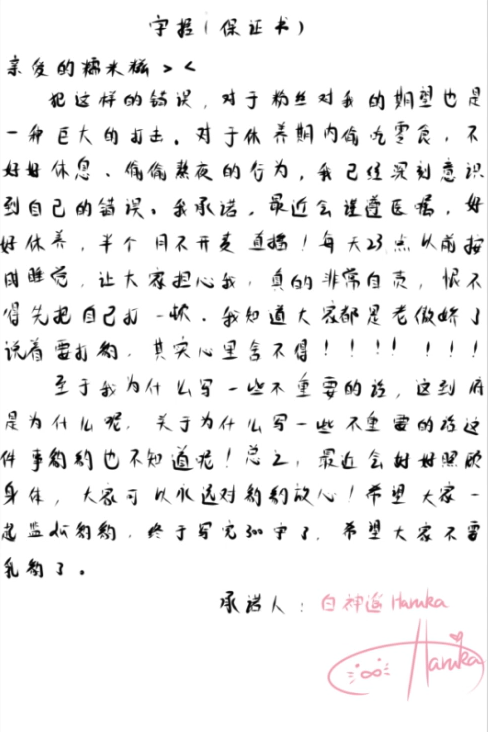 字报(保证书)
亲爱的糯米糍><
犯这样的错误，对于粉丝对我的期望也是
一种巨大的打击。对于休养期内偷吃零食，不
好好休息、偷偷熬夜的行为，我已经深刻意识
到自己的错误。我承诺，最近会谨遵医嘱，好
好休养，半个月不开麦直播！每天23点以前按
时睡觉，让大家担心我，真的非常自责，恨不
得先把自己打一顿．我知道大家都是老傲娇了
说着要打豹，其实心里舍不得！！！！！！！
至于我为什么写一些不重要的话，这到底
是为什么呢．关于为什么写一些不重要的话这
件事豹豹也不知道呢！总之，最近会好好照顾
身体，大家可以永远对豹豹放心！希望大家一
起监督豹豹．终于写完300字了，希望大家不要
乳豹了。
承诺人：白神遥Haruka
Haruka